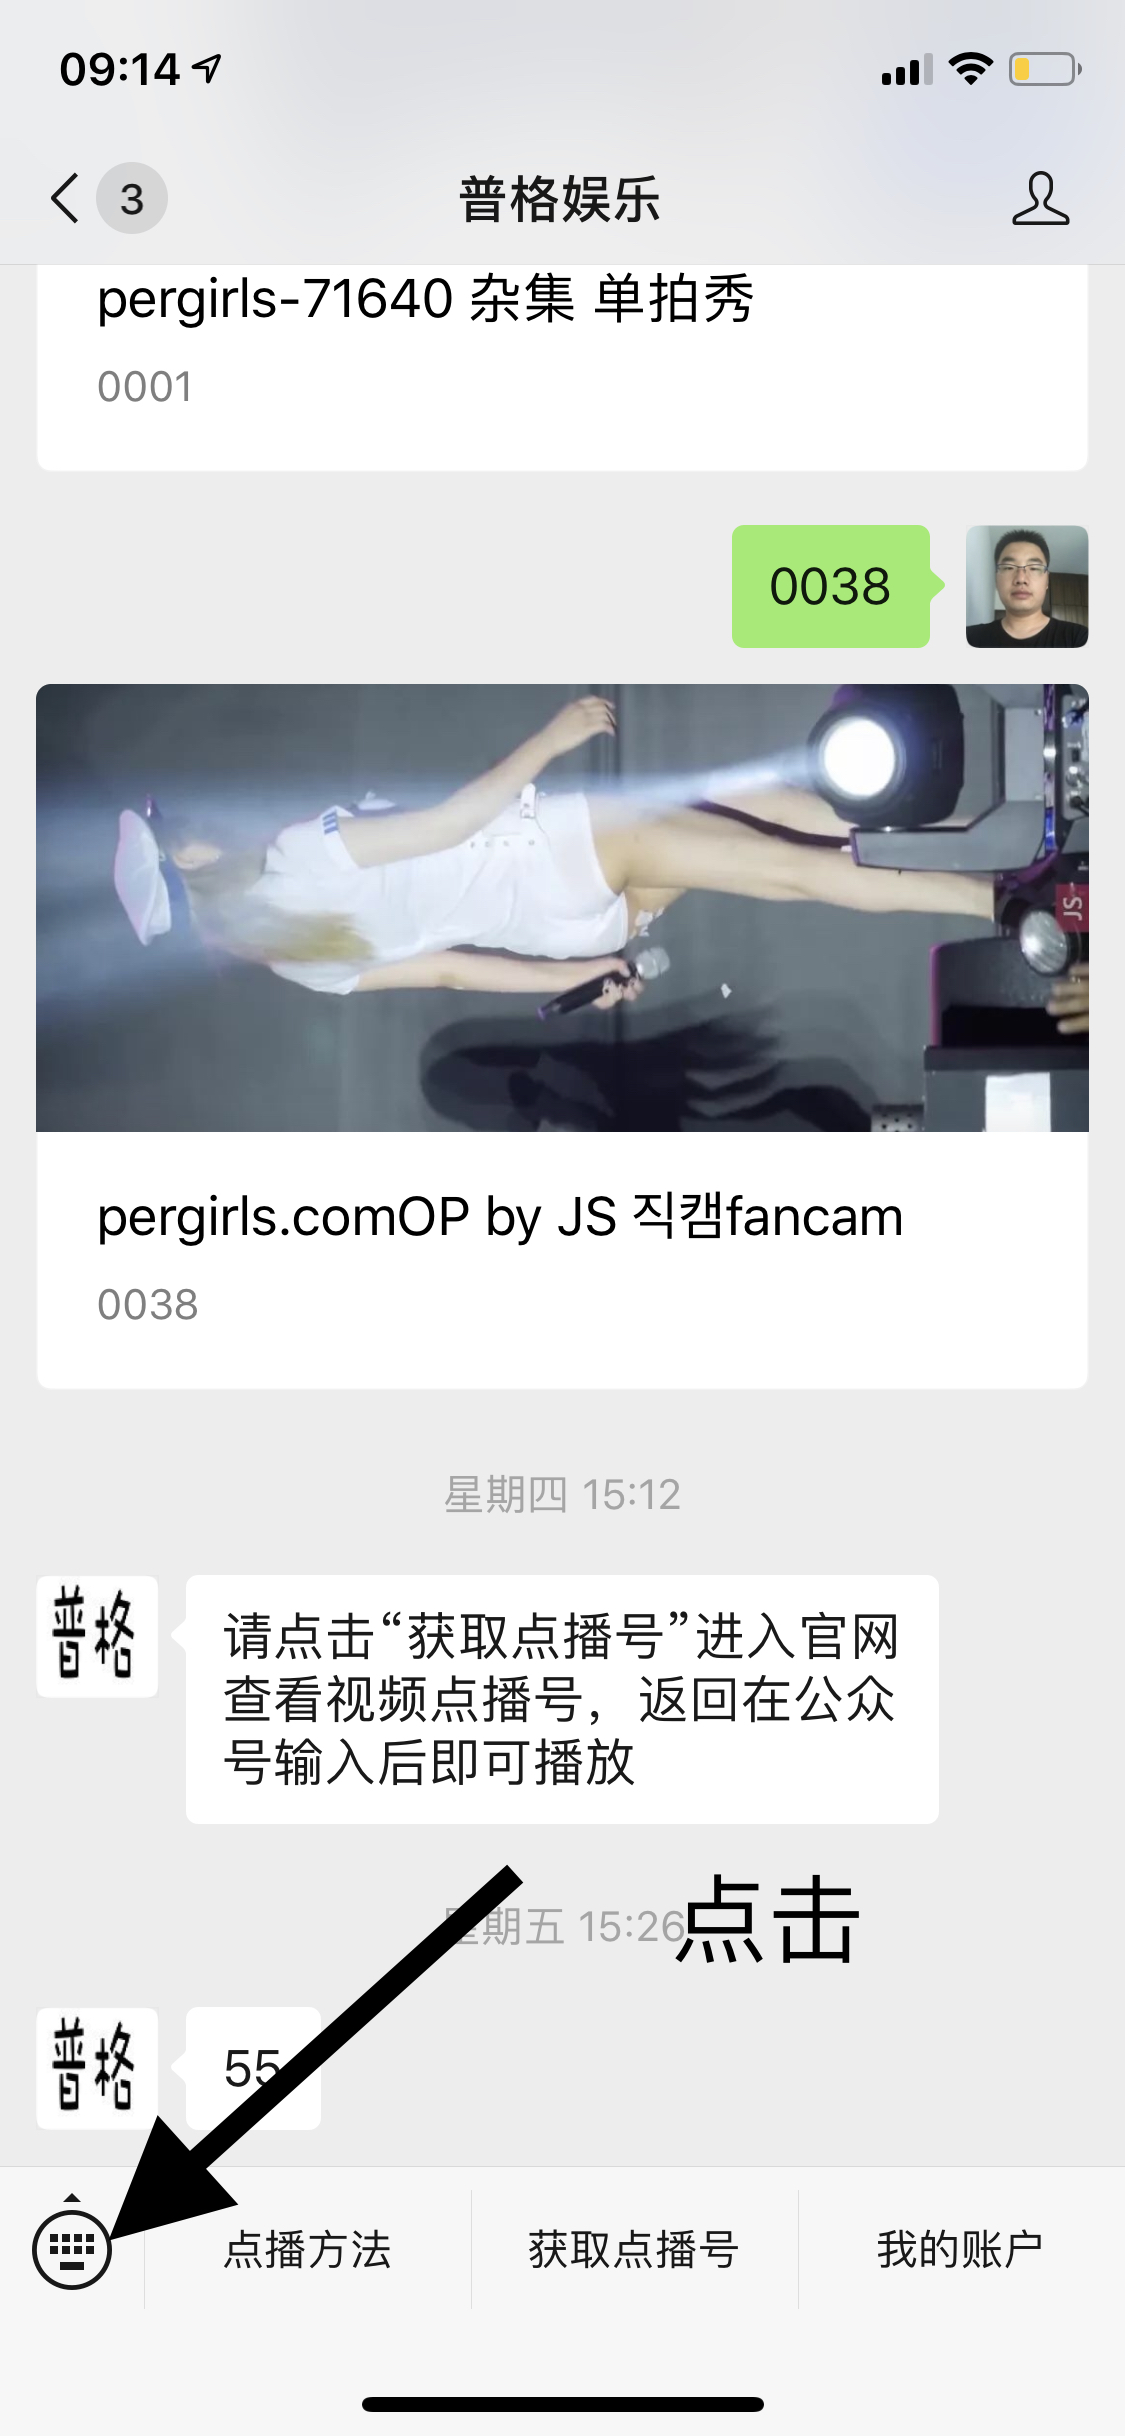 09:14
3
普格娱乐
pergirls-71640 杂集 单拍秀
0001
0038
JS
pergirls.comOP by JS 직캠fancam
0038
星期四 15:12
普格
请点击“获取点播号”进入官网
查看视频点播号，返回在公众
号输入后即可播放
星期五 15:26
点击
普格
55
点播方法
获取点播号
我的账户